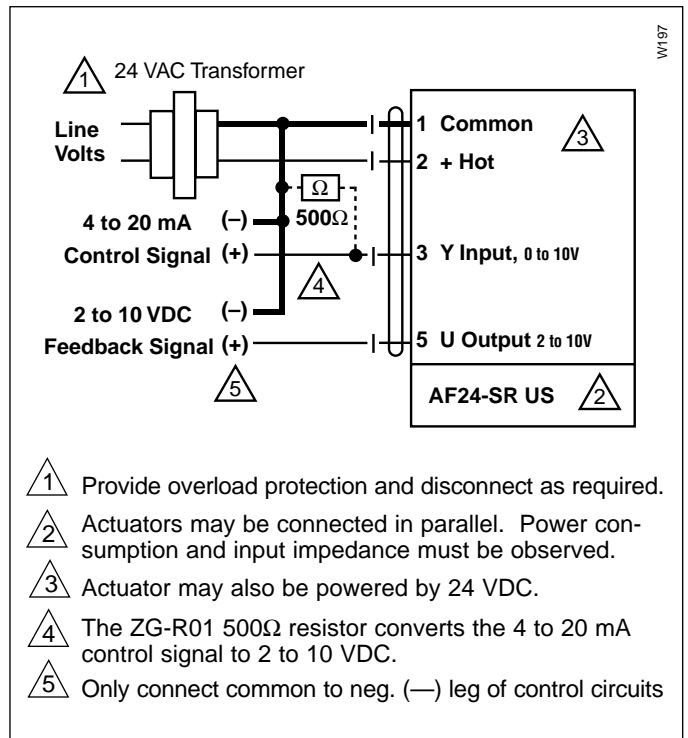 W197
1 24 VAC Transformer
Line
Volts
1 Common
3
2 + Hot
Ω
500Ω
4 to 20 mA (–)
Control Signal (+)
3 Y Input, 0 to 10V
4
2 to 10 VDC (–)
Feedback Signal (+)
5 U Output 2 to 10V
5
AF24-SR US 2
1 Provide overload protection and disconnect as required.
2 Actuators may be connected in parallel. Power con-
sumption and input impedance must be observed.
3 Actuator may also be powered by 24 VDC.
4 The ZG-R01 500Ω resistor converts the 4 to 20 mA
control signal to 2 to 10 VDC.
5 Only connect common to neg. (—) leg of control circuits